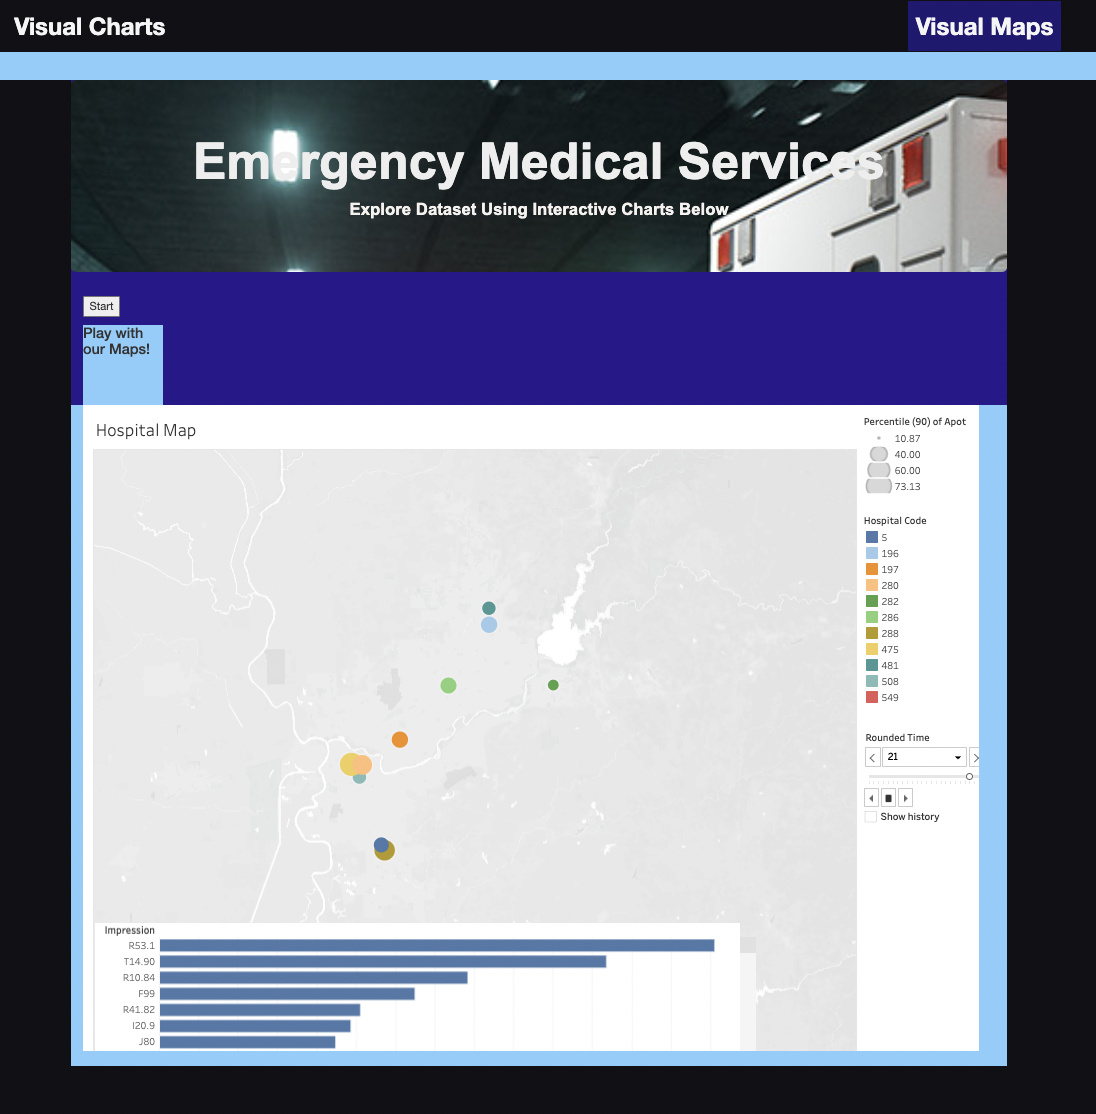 Visual Charts
Visual Maps
Emergency Medical Services
Explore Dataset Using Interactive Charts Below
Start
Play with
our Maps!
Hospital Map
Percentile (90) of Apot
10.87
40.00
60.00
73.13
Hospital Code
5
196
197
280
282
286
288
475
481
508
549
Rounded Time
21
Show history
Impression
R53.1
T14.90
R10.84
F99
R41.82
I20.9
J80